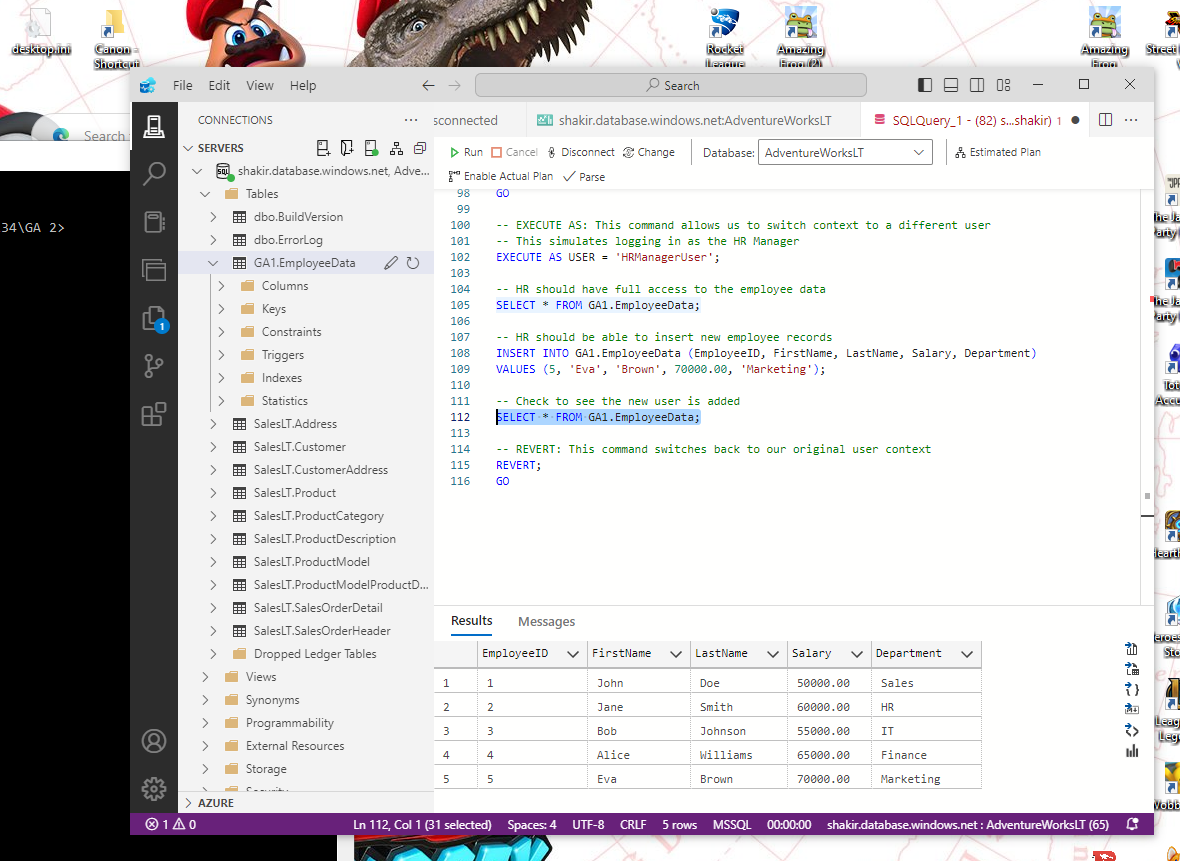 desktop.ini
Canon -
Shortcut
Rocket
League
Amazing
Frog (2)
Amazing
Frog
Street
File Edit View Help
Search
Search
34\GA 2>
CONNECTIONS
SERVERS
shakir.database.windows.net, Adve...
Tables
dbo.BuildVersion
dbo.ErrorLog
GA1.EmployeeData
Columns
Keys
Constraints
Triggers
Indexes
Statistics
SalesLT.Address
SalesLT.Customer
SalesLT.CustomerAddress
SalesLT.Product
SalesLT.ProductCategory
SalesLT.ProductDescription
SalesLT.ProductModel
SalesLT.ProductModelProductD...
SalesLT.SalesOrderDetail
SalesLT.SalesOrderHeader
Dropped Ledger Tables
Views
Synonyms
Programmability
External Resources
Storage
Security
AZURE
1
sconnected
shakir.database.windows.net:AdventureWorksLT
SQLQuery_1 - (82) s...shakir) 1
Run Cancel Disconnect Change Database: AdventureWorksLT Estimated Plan
Enable Actual Plan Parse
98 GO
99
100 -- EXECUTE AS: This command allows us to switch context to a different user
101 -- This simulates logging in as the HR Manager
102 EXECUTE AS USER = 'HRManagerUser';
103
104 -- HR should have full access to the employee data
105 SELECT * FROM GA1.EmployeeData;
106
107 -- HR should be able to insert new employee records
108 INSERT INTO GA1.EmployeeData (EmployeeID, FirstName, LastName, Salary, Department)
109 VALUES (5, 'Eva', 'Brown', 70000.00, 'Marketing');
110
111 -- Check to see the new user is added
112 SELECT * FROM GA1.EmployeeData;
113
114 -- REVERT: This command switches back to our original user context
115 REVERT;
116 GO
Results Messages
EmployeeID FirstName LastName Salary Department
1 1 John Doe 50000.00 Sales
2 2 Jane Smith 60000.00 HR
3 3 Bob Johnson 55000.00 IT
4 4 Alice Williams 65000.00 Finance
5 5 Eva Brown 70000.00 Marketing
1 0 Ln 112, Col 1 (31 selected) Spaces: 4 UTF-8 CRLF 5 rows MSSQL 00:00:00 shakir.database.windows.net : AdventureWorksLT (65)